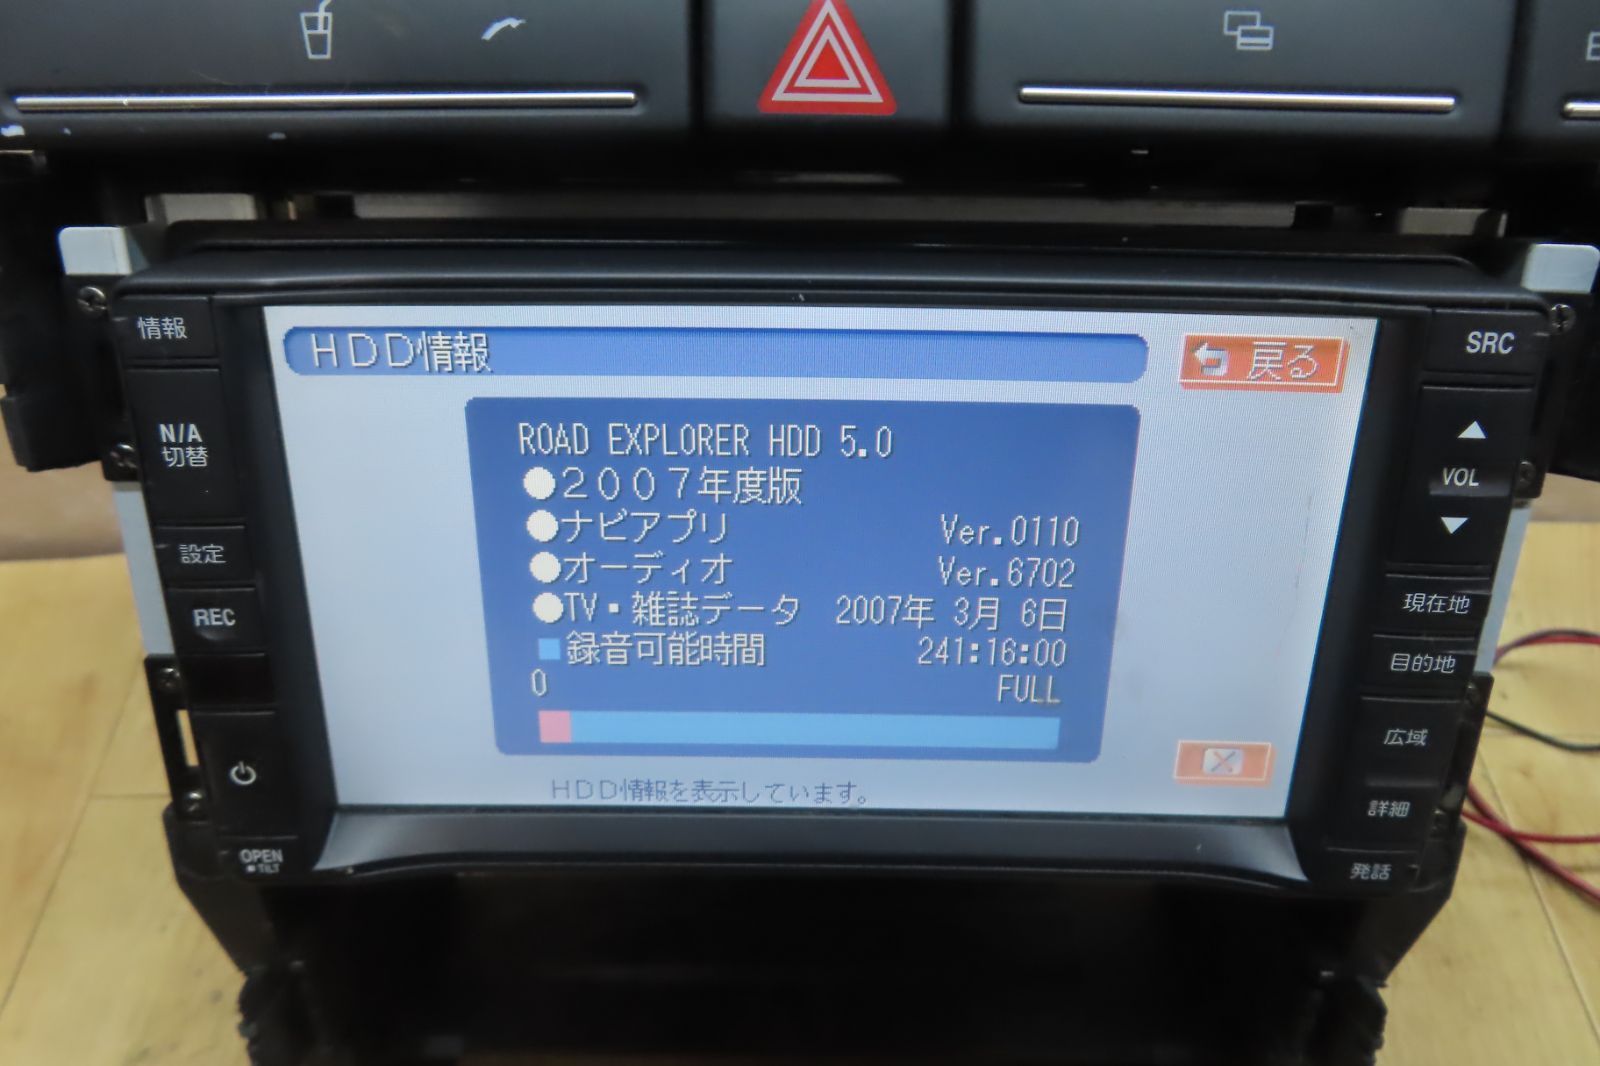 情報
N/A
切替
設定
REC
OPEN
TILT
HDD情報
戻る
ROAD EXPLORER HDD 5.0
●２００７年度版
●ナビアプリ Ver.0110
●オーディオ Ver.6702
●TV・雑誌データ 2007年 3月 6日
録音可能時間 241:16:00
0 FULL
HDD情報を表示しています。
SRC
VOL
現在地
目的地
広域
詳細
発話